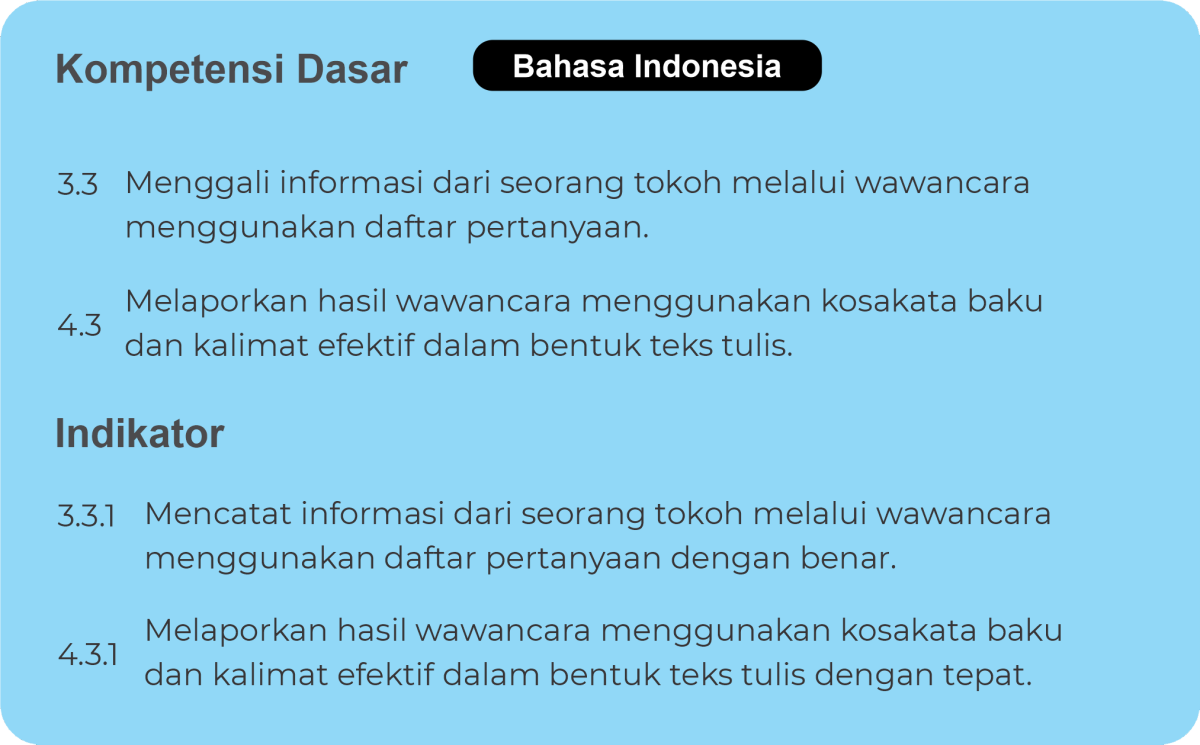 Kompetensi Dasar
Bahasa Indonesia
3.3 Menggali informasi dari seorang tokoh melalui wawancara
menggunakan daftar pertanyaan.
4.3 Melaporkan hasil wawancara menggunakan kosakata baku
dan kalimat efektif dalam bentuk teks tulis.
Indikator
3.3.1 Mencatat informasi dari seorang tokoh melalui wawancara
menggunakan daftar pertanyaan dengan benar.
4.3.1 Melaporkan hasil wawancara menggunakan kosakata baku
dan kalimat efektif dalam bentuk teks tulis dengan tepat.